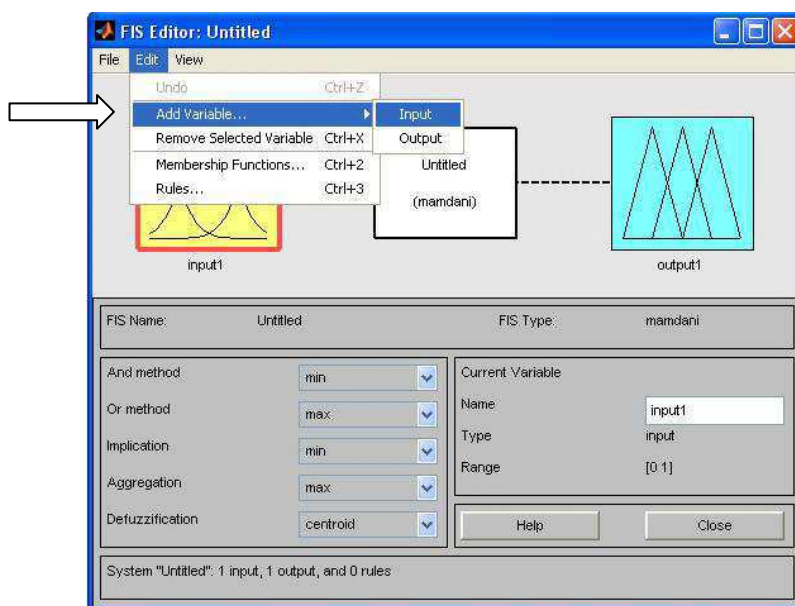 FIS Editor: Untitled
File Edit View
Undo Ctrl+Z
Add Variable...
Remove Selected Variable Ctrl+X
Membership Functions... Ctrl+2
Rules... Ctrl+3
Input
Output
Untitled
(mamdani)
input1
output1
FIS Name: Untitled FIS Type: mamdani
And method min
Or method max
Implication min
Aggregation max
Defuzzification centroid
Current Variable
Name input1
Type input
Range [0 1]
Help Close
System "Untitled": 1 input, 1 output, and 0 rules